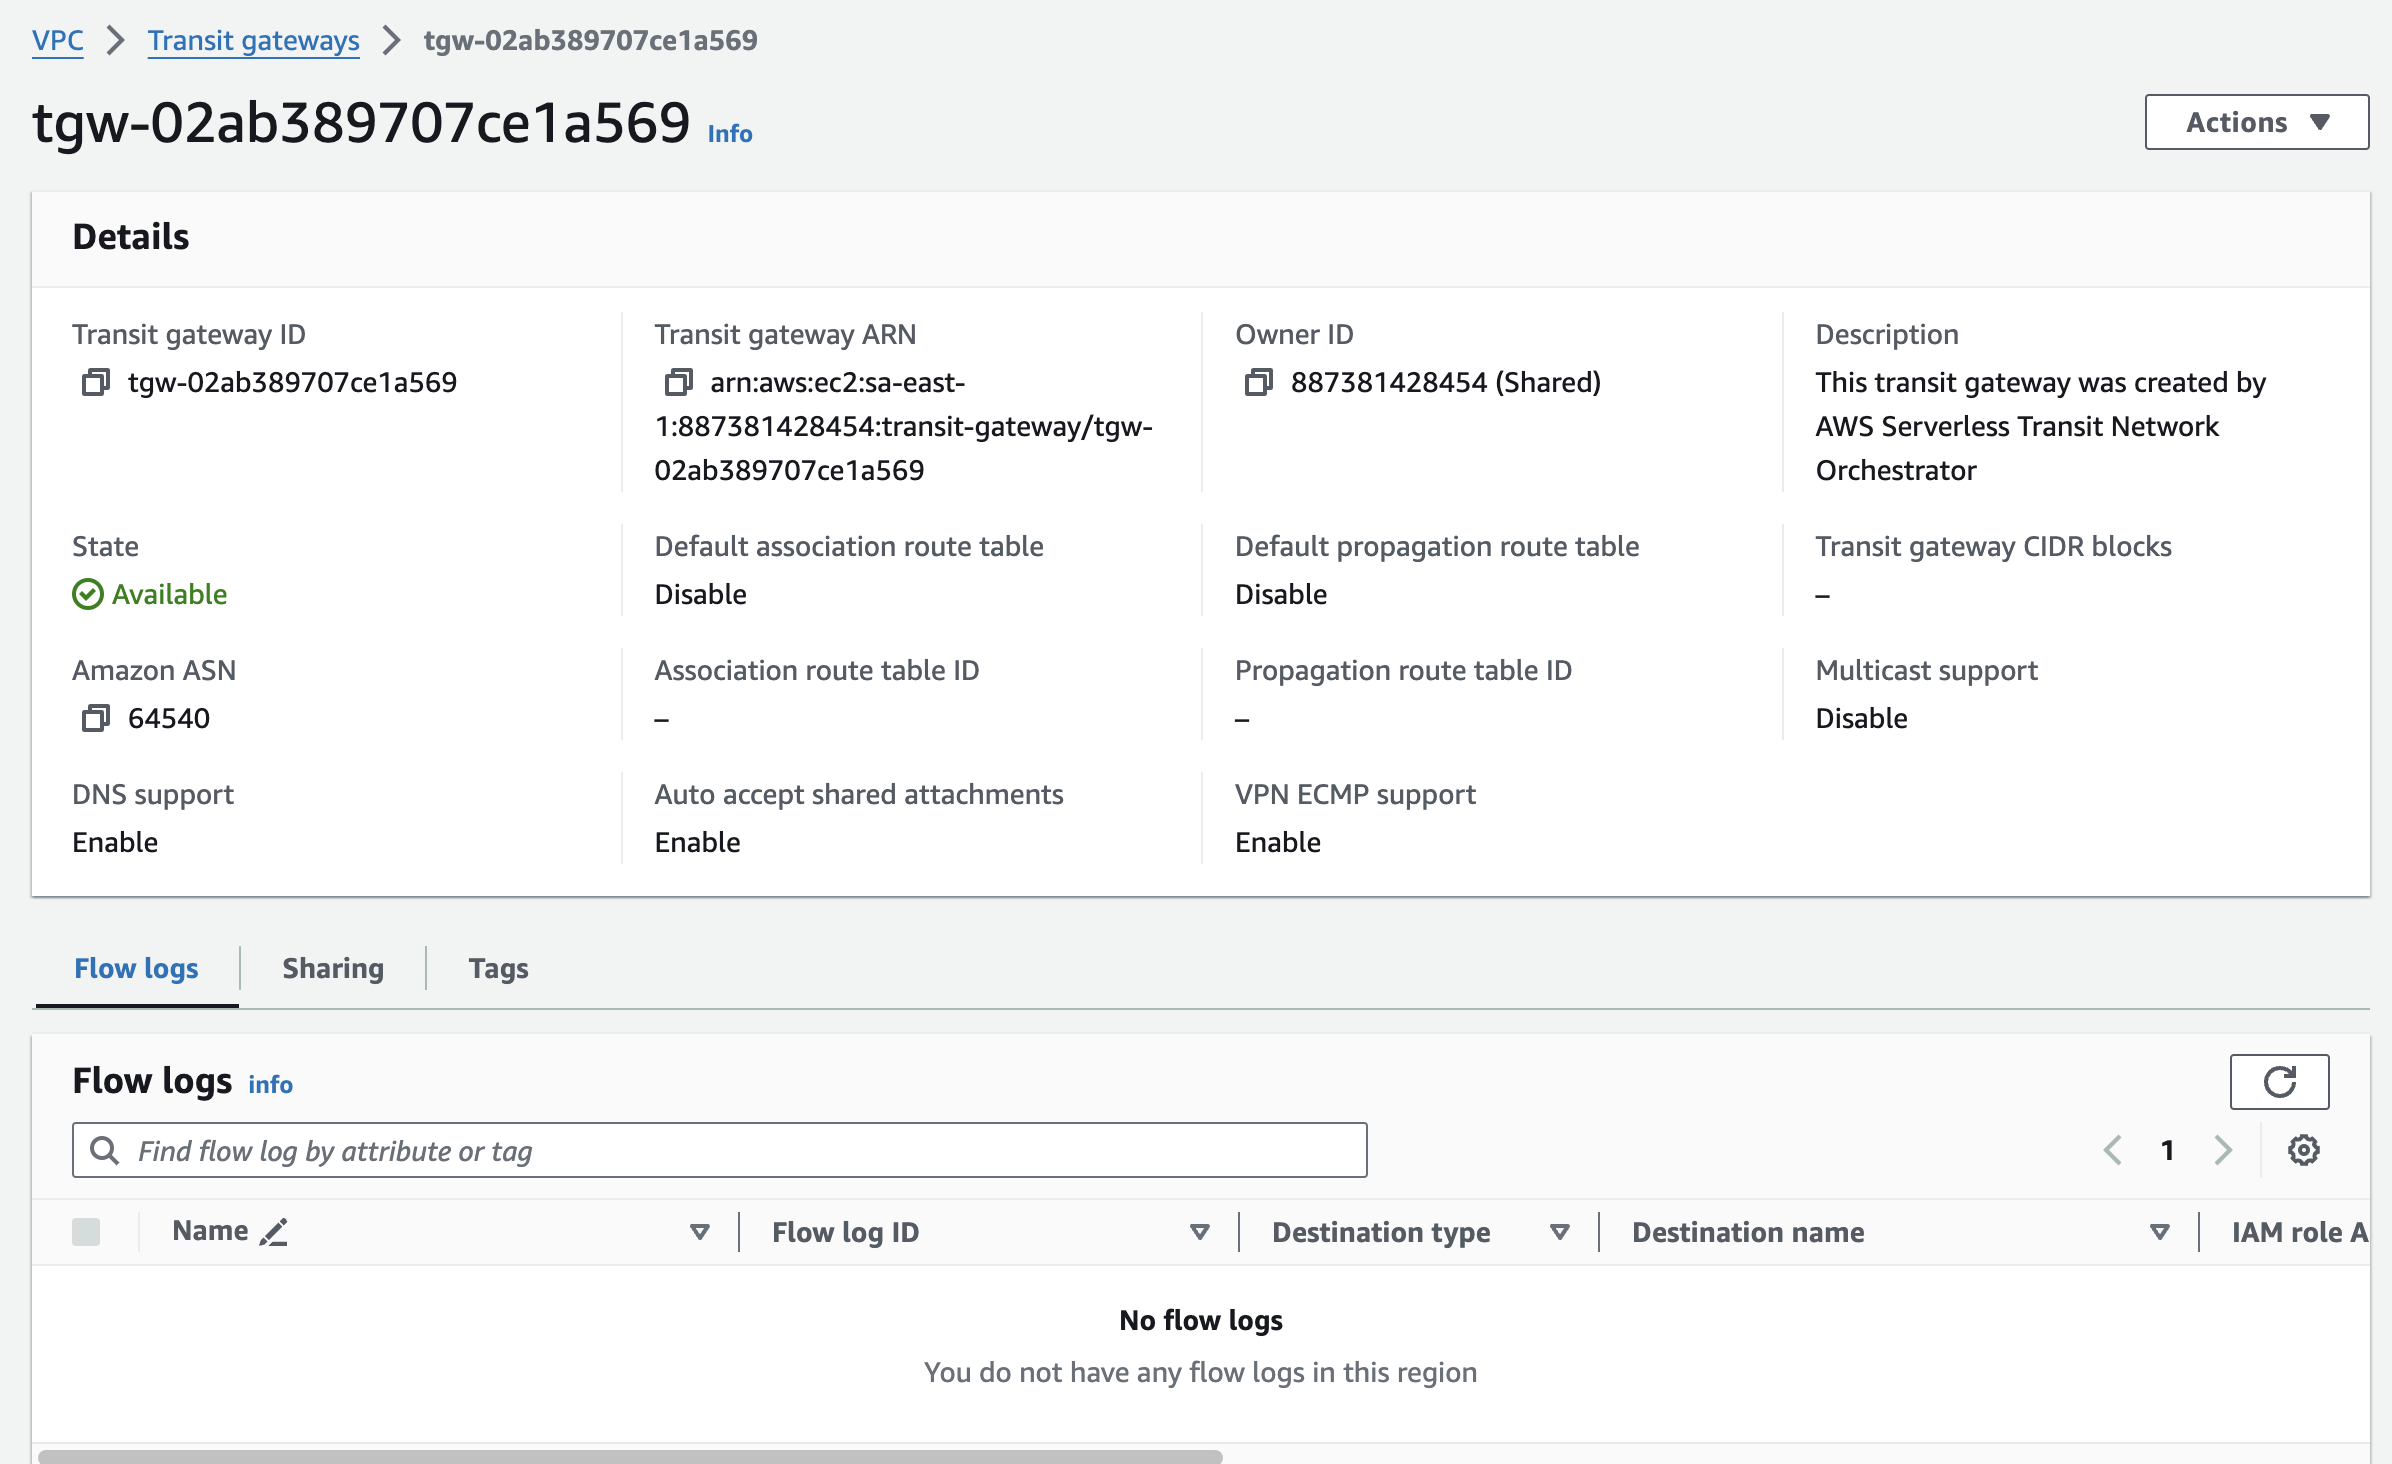 VPC > Transit gateways > tgw-02ab389707ce1a569
tgw-02ab389707ce1a569 Info
Actions
Details
Transit gateway ID
tgw-02ab389707ce1a569
Transit gateway ARN
arn:aws:ec2:sa-east-
1:887381428454:transit-gateway/tgw-
02ab389707ce1a569
Owner ID
887381428454 (Shared)
Description
This transit gateway was created by
AWS Serverless Transit Network
Orchestrator
State
Available
Default association route table
Disable
Default propagation route table
Disable
Transit gateway CIDR blocks
–
Amazon ASN
64540
Association route table ID
–
Propagation route table ID
–
Multicast support
Disable
DNS support
Enable
Auto accept shared attachments
Enable
VPN ECMP support
Enable
Flow logs
Sharing
Tags
Flow logs info
Find flow log by attribute or tag
1
Name
Flow log ID
Destination type
Destination name
IAM role A
No flow logs
You do not have any flow logs in this region